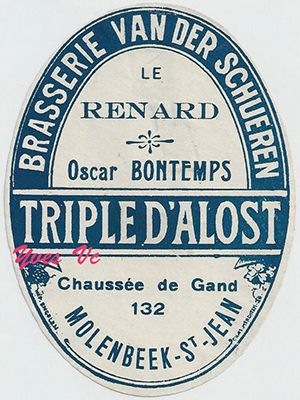 BRASSERIE VAN DER SCHUEREN
LE
RENARD
Oscar BONTEMPS
TRIPLE D'ALOST
Yves Vc
Chaussée de Gand
132
MOLENBEEK-ST-JEAN